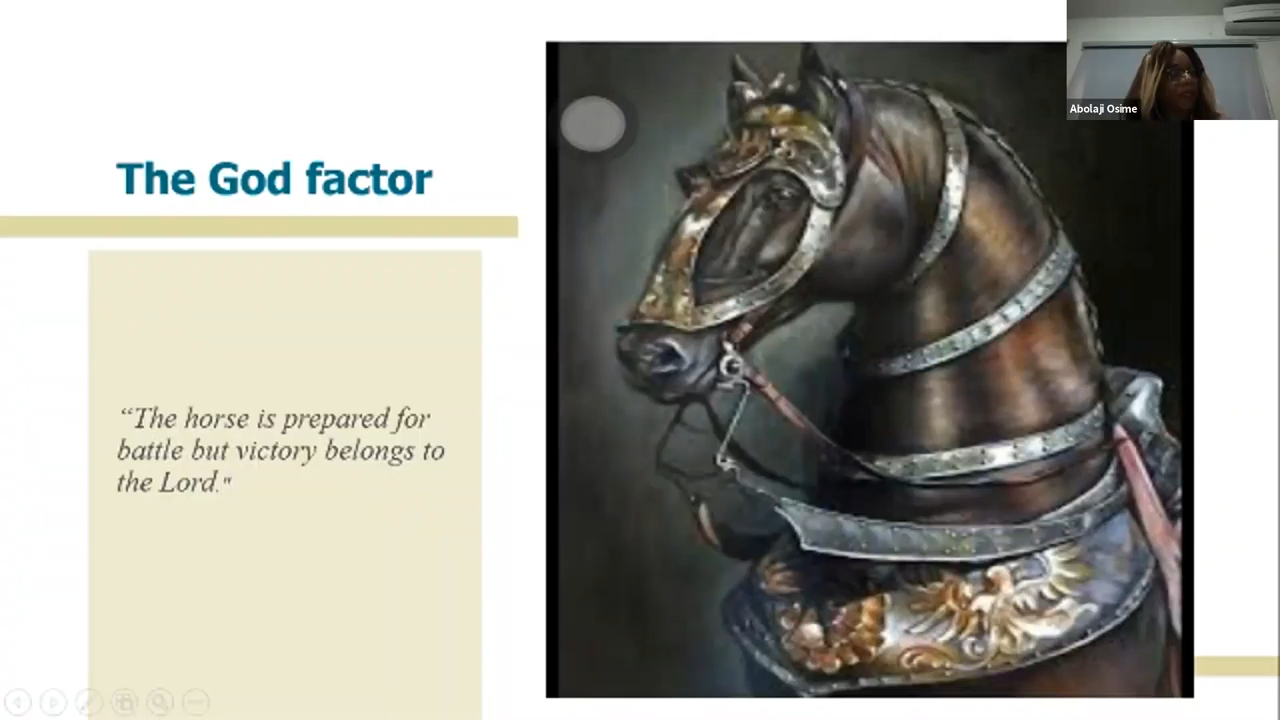 The God factor
“The horse is prepared for
battle but victory belongs to
the Lord."
Abolaji Osime